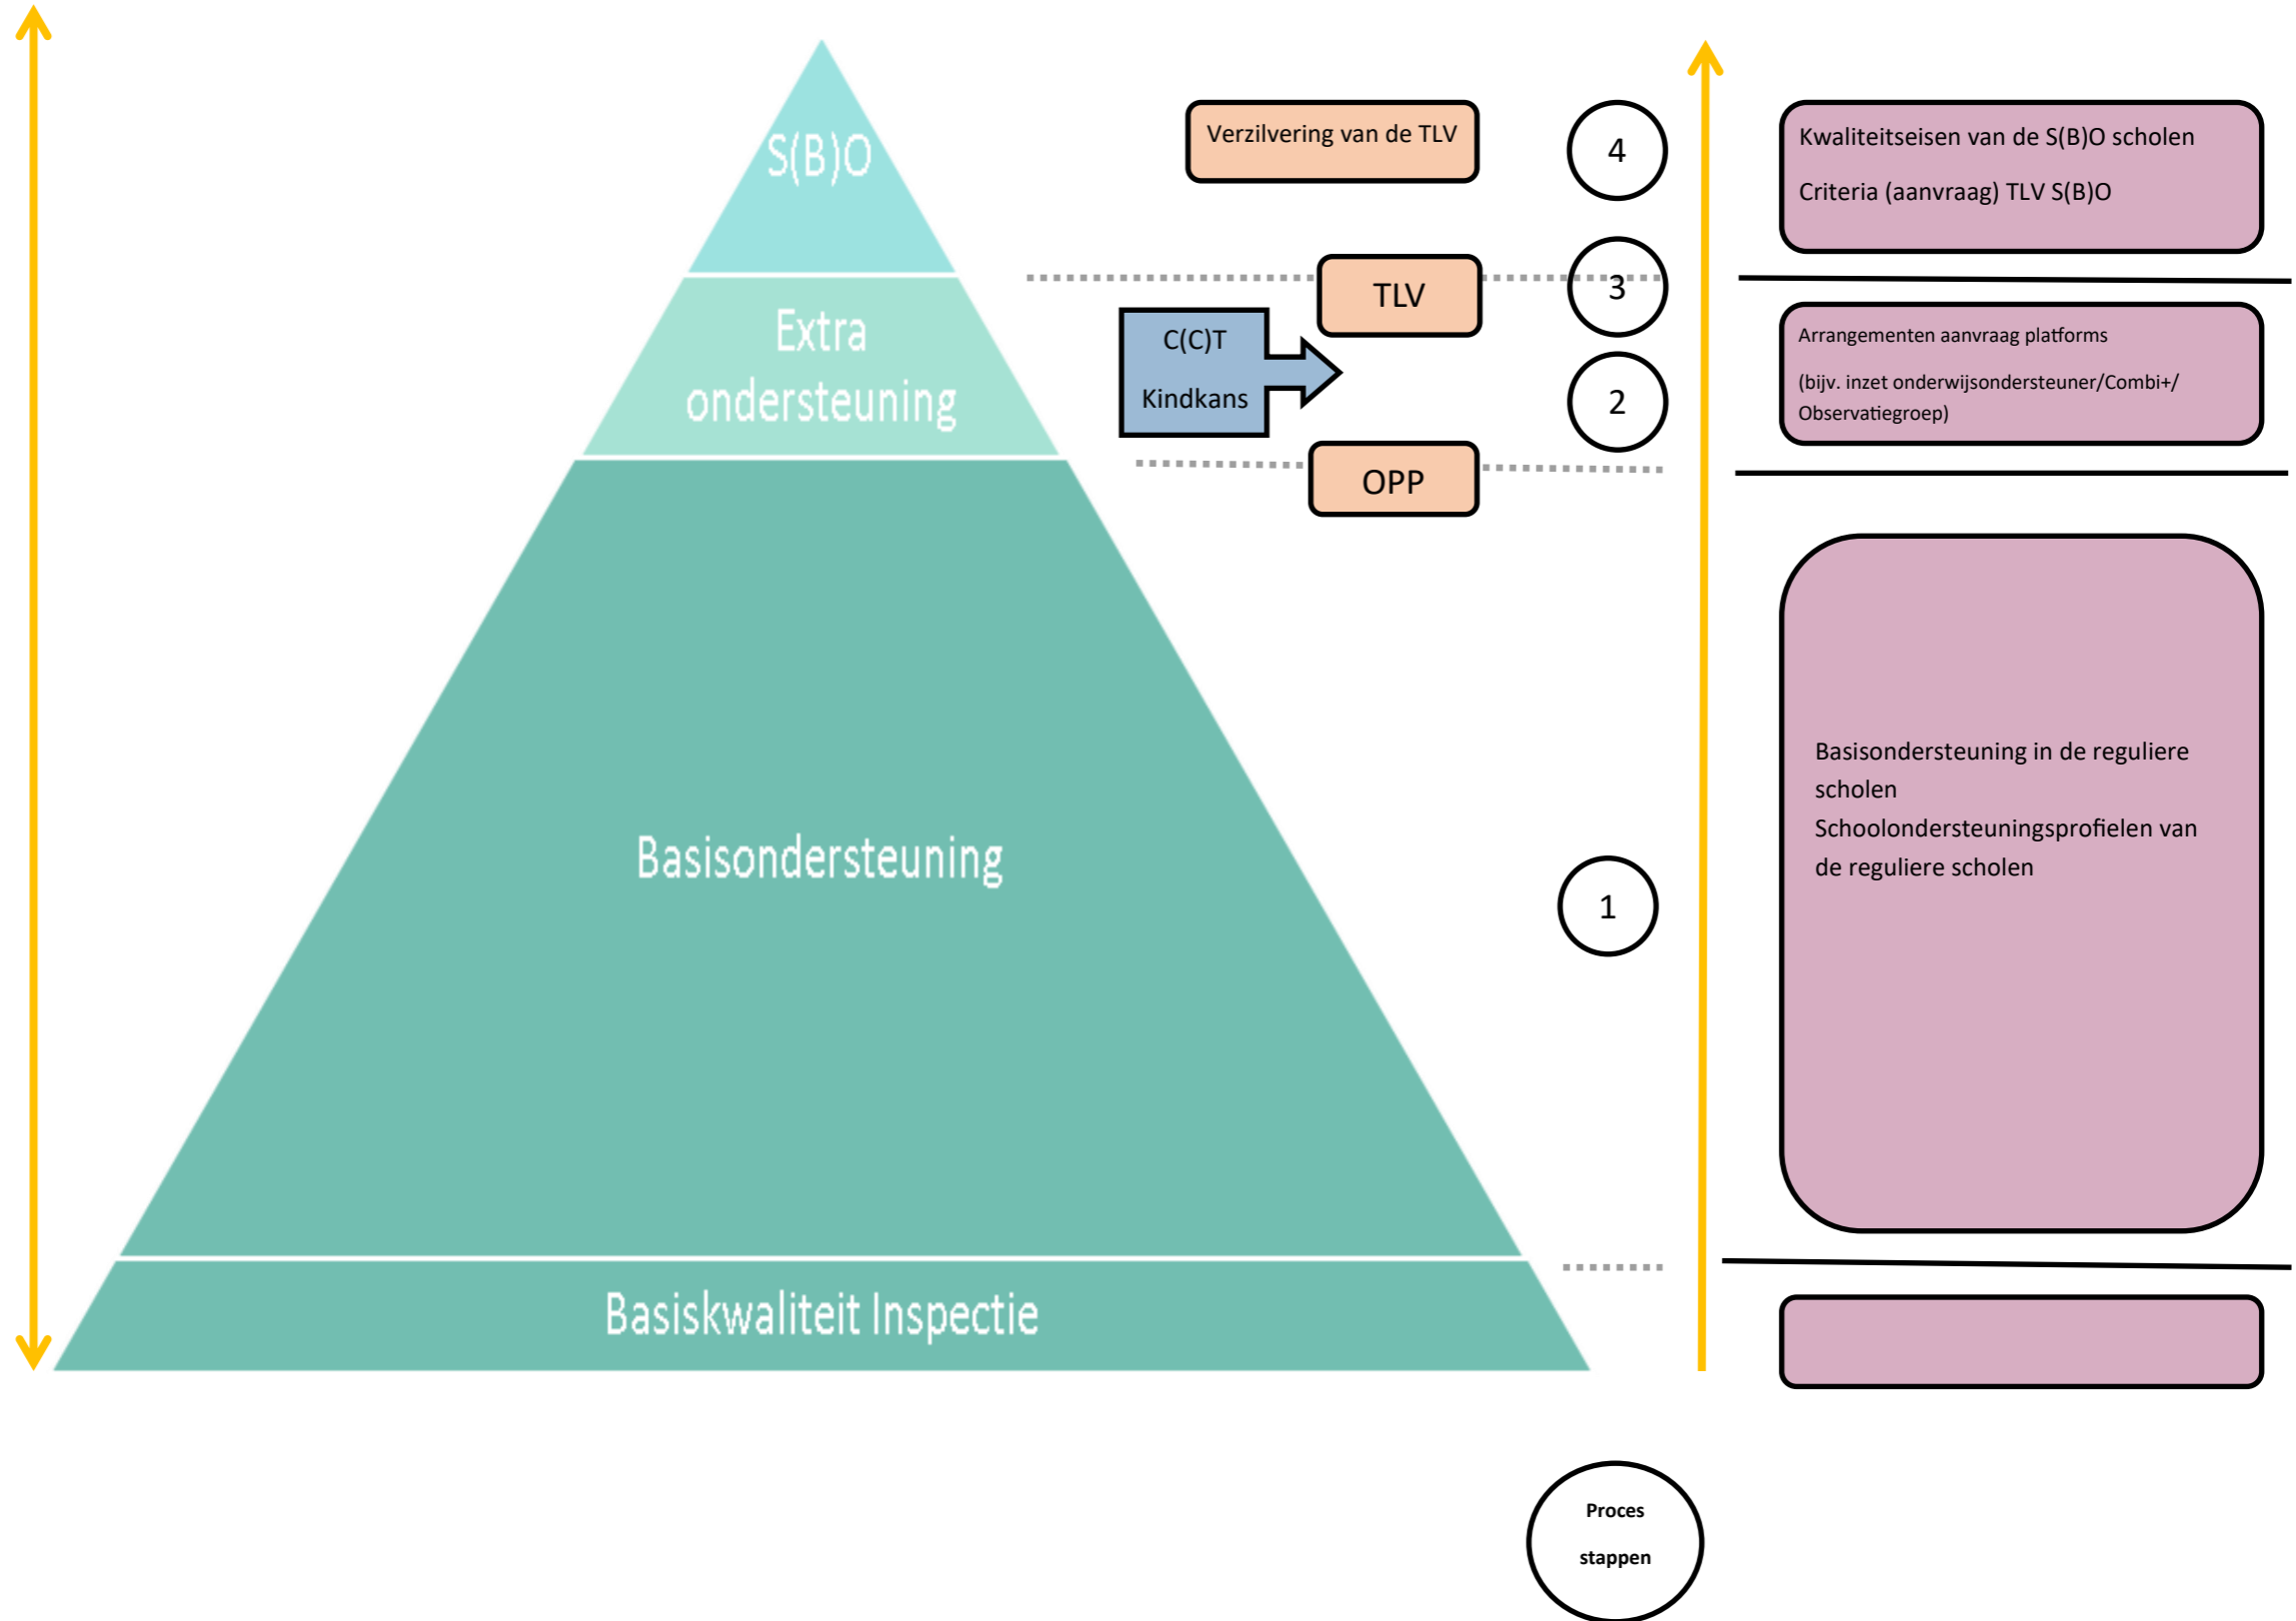 S(B)O
Extra
ondersteuning
Basisondersteuning
Basiskwaliteit Inspectie
Verzilvering van de TLV
TLV
C(C)T
Kindkans
OPP
4
3
2
1
Proces
stappen
Kwaliteitseisen van de S(B)O scholen
Criteria (aanvraag) TLV S(B)O
Arrangementen aanvraag platforms
(bijv. inzet onderwijsondersteuner/Combi+/
Observatiegroep)
Basisondersteuning in de reguliere
scholen
Schoolondersteuningsprofielen van
de reguliere scholen